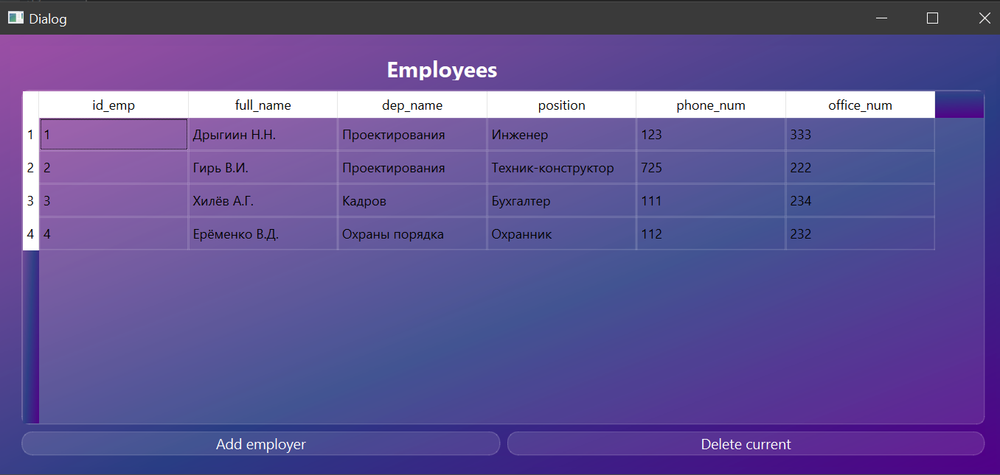 Dialog
Employees
id_emp full_name dep_name position phone_num office_num
1 1 Дрыгиин Н.Н. Проектирования Инженер 123 333
2 2 Гирь В.И. Проектирования Техник-конструктор 725 222
3 3 Хилёв А.Г. Кадров Бухгалтер 111 234
4 4 Ерёменко В.Д. Охраны порядка Охранник 112 232
Add employer Delete current